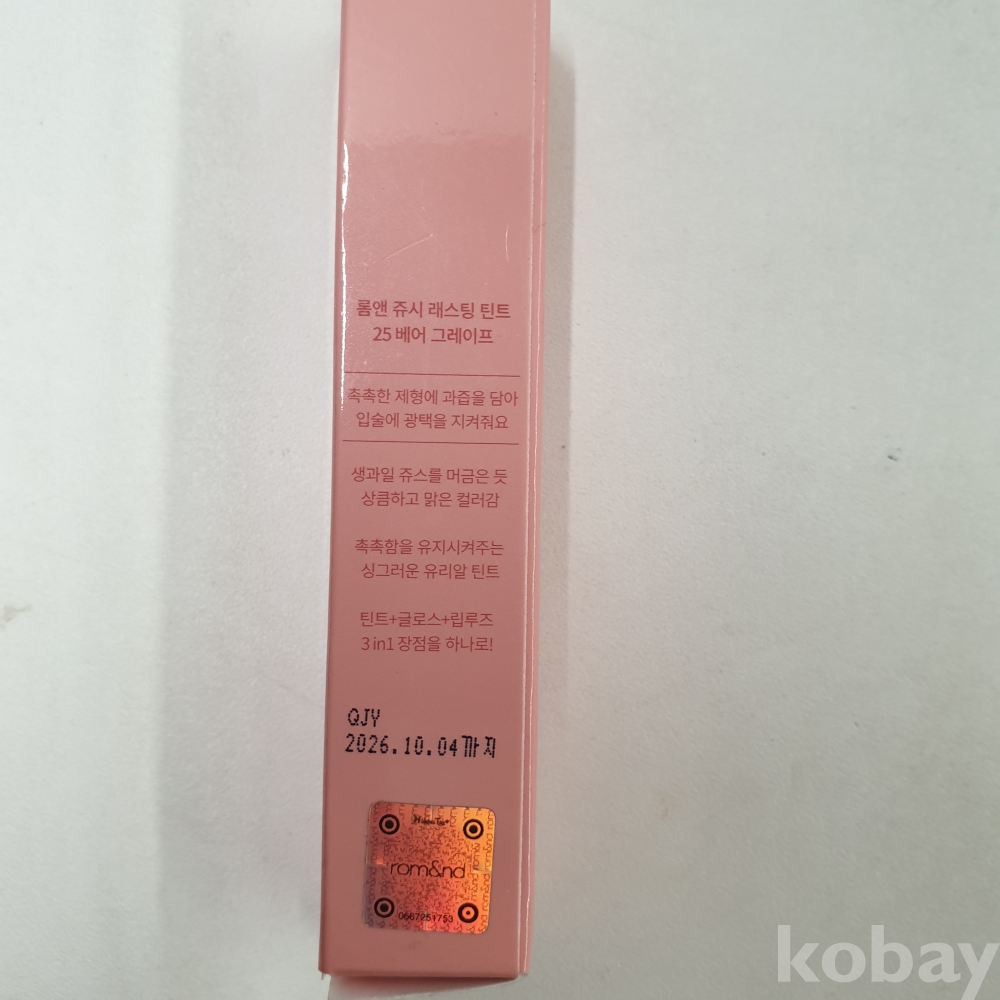 롬앤 쥬시 래스팅 틴트
25 베어 그레이프
촉촉한 제형에 과즙을 담아
입술에 광택을 지켜줘요
생과일 쥬스를 머금은 듯
상큼하고 맑은 컬러감
촉촉함을 유지시켜주는
싱그러운 유리알 틴트
틴트+글로스+립루즈
3 in1 장점을 하나로!
QJY
2026.10.04까지
HiddenTag
rom&nd
0667251753
kobay